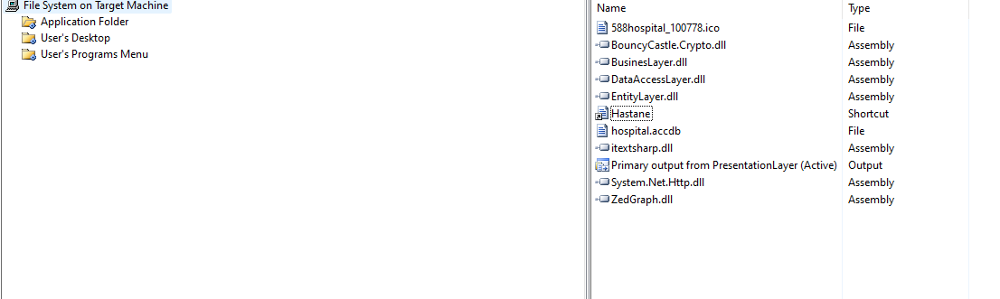 File System on Target Machine
Application Folder
User's Desktop
User's Programs Menu
Name Type
588hospital_100778.ico File
BouncyCastle.Crypto.dll Assembly
BusinesLayer.dll Assembly
DataAccessLayer.dll Assembly
EntityLayer.dll Assembly
Hastane Shortcut
hospital.accdb File
itextsharp.dll Assembly
Primary output from PresentationLayer (Active) Output
System.Net.Http.dll Assembly
ZedGraph.dll Assembly